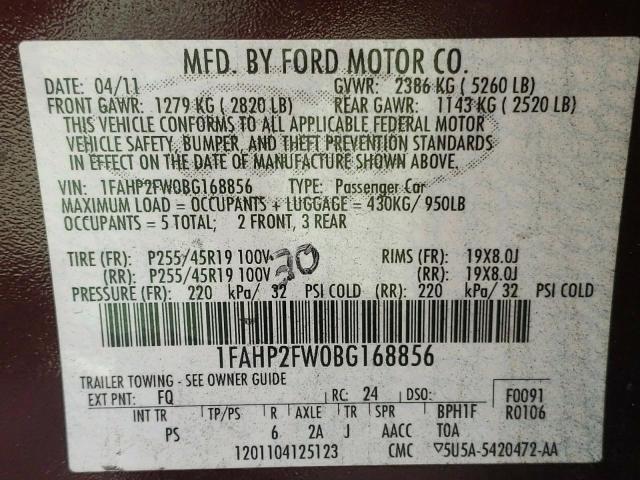 MFD. BY FORD MOTOR CO.
DATE: 04/11 GVWR: 2386 KG ( 5260 LB)
FRONT GAWR: 1279 KG ( 2820 LB) REAR GAWR: 1143 KG ( 2520 LB)
THIS VEHICLE CONFORMS TO ALL APPLICABLE FEDERAL MOTOR
VEHICLE SAFETY, BUMPER, AND THEFT PREVENTION STANDARDS
IN EFFECT ON THE DATE OF MANUFACTURE SHOWN ABOVE.
VIN: 1FAHP2FW0BG168856 TYPE: Passenger Car
MAXIMUM LOAD = OCCUPANTS + LUGGAGE = 430KG/ 950LB
OCCUPANTS = 5 TOTAL; 2 FRONT, 3 REAR
TIRE (FR): P255/45R19 100V RIMS (FR): 19X8.0J
(RR): P255/45R19 100V 20 (RR): 19X8.0J
PRESSURE (FR): 220 kPa/ 32 PSI COLD (RR): 220 kPa/ 32 PSI COLD
1FAHP2FW0BG168856
TRAILER TOWING - SEE OWNER GUIDE
EXT PNT: FQ RC: 24 DSO: F0091
INT TR TP/PS R AXLE TR SPR BPH1F R0106
PS 6 2A J AACC TOA
1201104125123 CMC ▽5U5A-5420472-AA